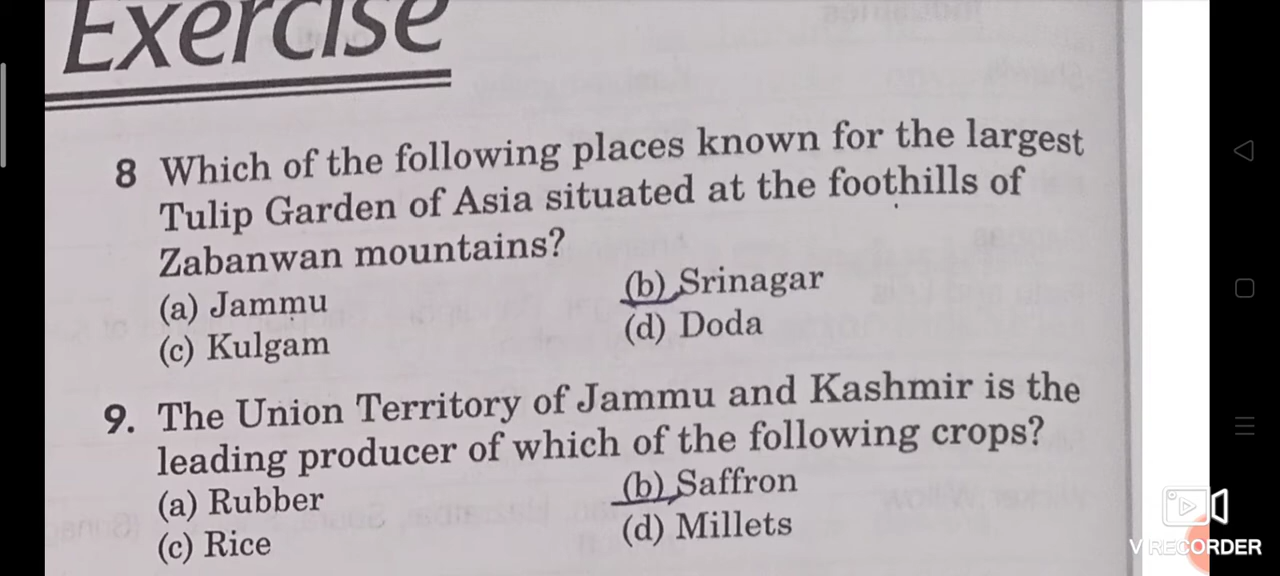 Exercise
8 Which of the following places known for the largest
Tulip Garden of Asia situated at the foothills of
Zabanwan mountains?
(a) Jammu (b) Srinagar
(c) Kulgam (d) Doda
9. The Union Territory of Jammu and Kashmir is the
leading producer of which of the following crops?
(a) Rubber (b) Saffron
(c) Rice (d) Millets
V RECORDER